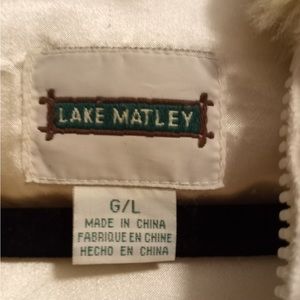 LAKE MATLEY
G/L
MADE IN CHINA
FABRIQUE EN CHINE
HECHO EN CHINA